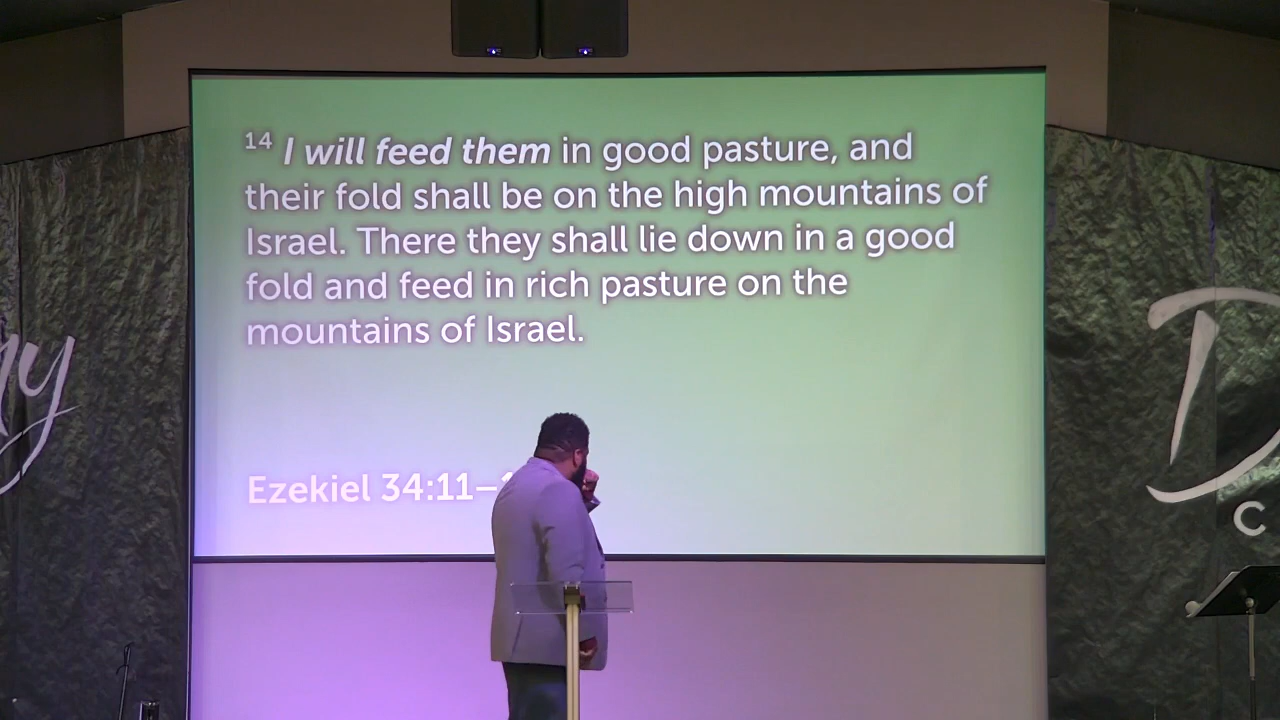 14 I will feed them in good pasture, and
their fold shall be on the high mountains of
Israel. There they shall lie down in a good
fold and feed in rich pasture on the
mountains of Israel.
Ezekiel 34:11–1